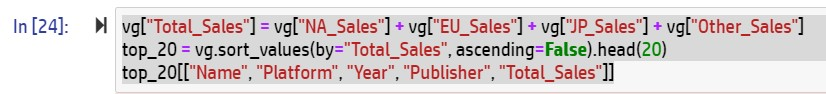 In [24]: vg["Total_Sales"] = vg["NA_Sales"] + vg["EU_Sales"] + vg["JP_Sales"] + vg["Other_Sales"]
top_20 = vg.sort_values(by="Total_Sales", ascending=False).head(20)
top_20[["Name", "Platform", "Year", "Publisher", "Total_Sales"]]